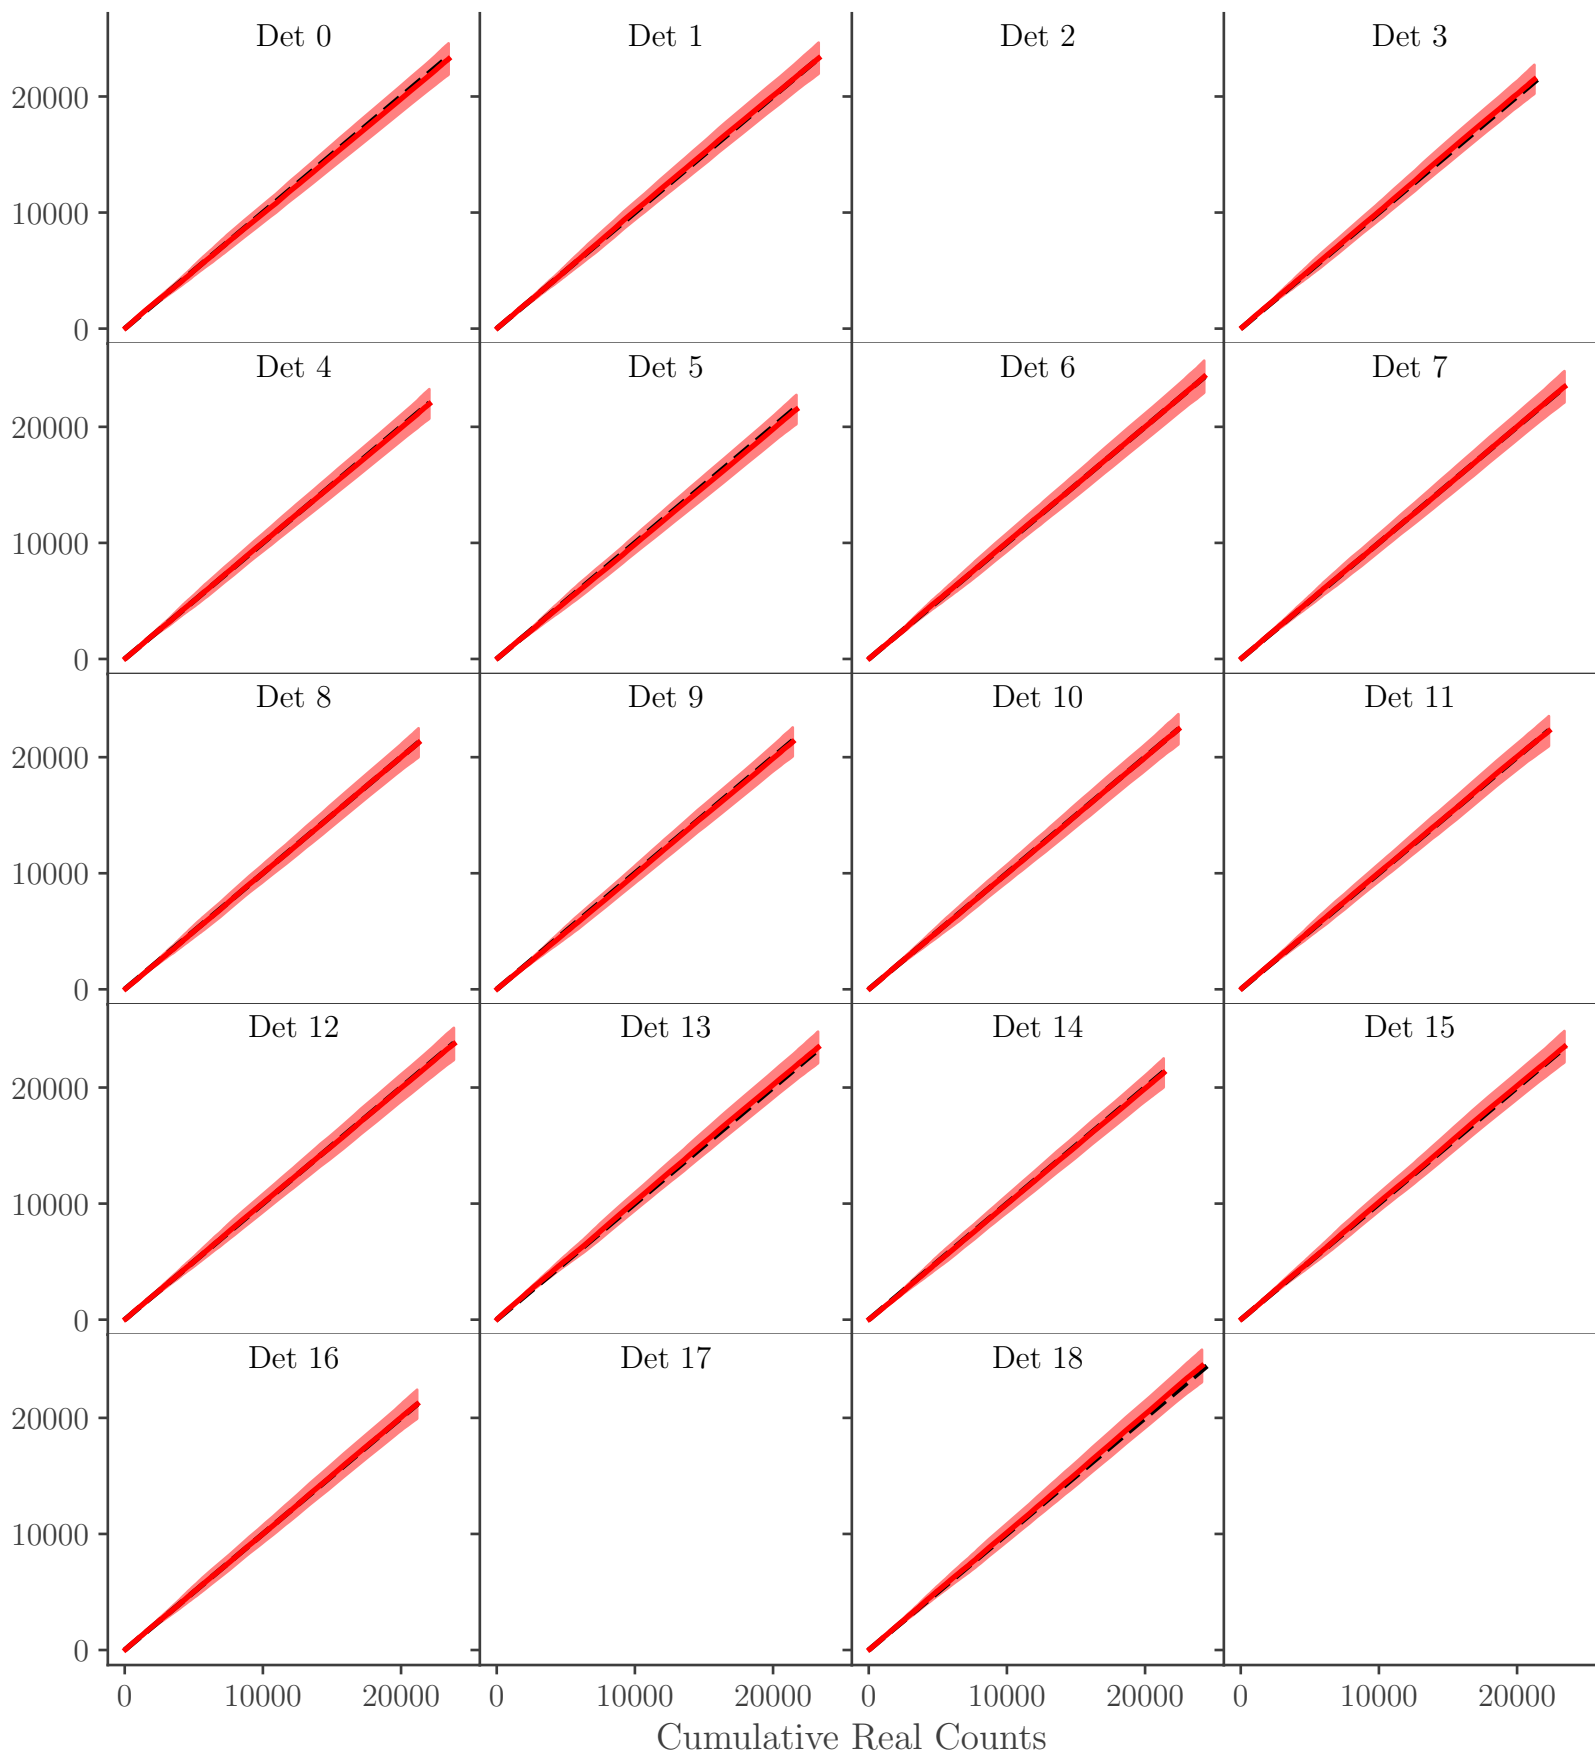 Det 0 Det 1 Det 2 Det 3
20000
10000
0
Det 4 Det 5 Det 6 Det 7
20000
10000
0
Det 8 Det 9 Det 10 Det 11
20000
10000
0
Det 12 Det 13 Det 14 Det 15
20000
10000
0
Det 16 Det 17 Det 18
20000
10000
0
0 10000 20000 0 10000 20000 0 10000 20000 0 10000 20000
Cumulative Real Counts